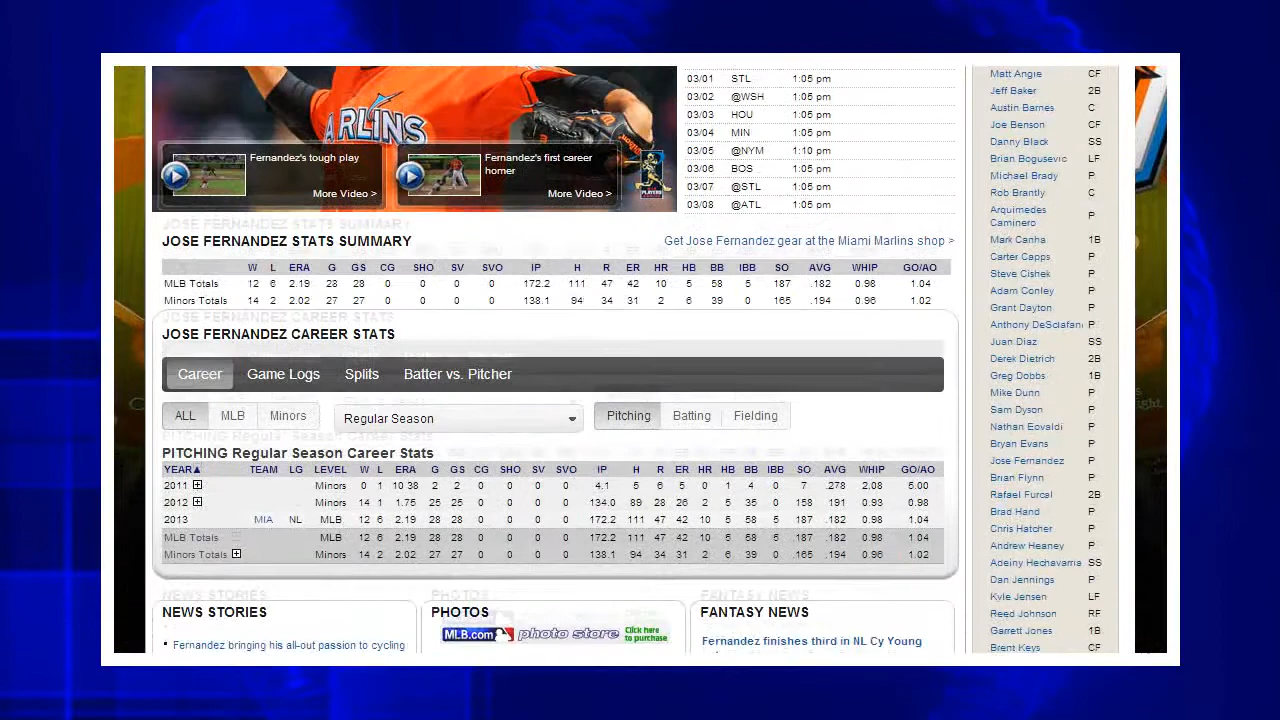 ARLINS
Fernandez's tough play
More Video >
Fernandez's first career
homer
More Video >
PLAYERS
03/01 STL 1:05 pm
03/02 @WSH 1:05 pm
03/03 HOU 1:05 pm
03/04 MIN 1:05 pm
03/05 @NYM 1:10 pm
03/06 BOS 1:05 pm
03/07 @STL 1:05 pm
03/08 @ATL 1:05 pm
JOSE FERNANDEZ STATS SUMMARY
Get Jose Fernandez gear at the Miami Marlins shop >
W L ERA G GS CG SHO SV SVO IP H R ER HR HB BB IBB SO AVG WHIP GO/AO
MLB Totals 12 6 2.19 28 28 0 0 0 0 172.2 111 47 42 10 5 58 5 187 .182 0.98 1.04
Minors Totals 14 2 2.02 27 27 0 0 0 0 138.1 94 34 31 2 6 39 0 165 .194 0.96 1.02
JOSE FERNANDEZ CAREER STATS
Career Game Logs Splits Batter vs. Pitcher
ALL MLB Minors Regular Season Pitching Batting Fielding
PITCHING Regular Season Career Stats
YEAR▲ TEAM LG LEVEL W L ERA G GS CG SHO SV SVO IP H R ER HR HB BB IBB SO AVG WHIP GO/AO
2011 Minors 0 1 10.38 2 2 0 0 0 0 4.1 5 6 5 0 1 4 0 7 .278 2.08 5.00
2012 Minors 14 1 1.75 25 25 0 0 0 0 134.0 89 28 26 2 5 35 0 158 .191 0.93 0.98
2013 MIA NL MLB 12 6 2.19 28 28 0 0 0 0 172.2 111 47 42 10 5 58 5 187 .182 0.98 1.04
MLB Totals MLB 12 6 2.19 28 28 0 0 0 0 172.2 111 47 42 10 5 58 5 .187 .182 0.98 1.04
Minors Totals Minors 14 2 2.02 27 27 0 0 0 0 138.1 94 34 31 2 6 39 0 .165 .194 0.96 1.02
NEWS STORIES
Fernandez bringing his all-out passion to cycling
PHOTOS
MLB.com photo store Click here
to purchase
FANTASY NEWS
Fernandez finishes third in NL Cy Young
Matt Angle CF
Jeff Baker 2B
Austin Barnes C
Joe Benson CF
Danny Black SS
Brian Bogusevic LF
Michael Brady P
Rob Brantly C
Arquimedes
Caminero P
Mark Canha 1B
Carter Capps P
Steve Cishek P
Adam Conley P
Grant Dayton P
Anthony DeSclafani P
Juan Diaz SS
Derek Dietrich 2B
Greg Dobbs 1B
Mike Dunn P
Sam Dyson P
Nathan Eovaldi P
Bryan Evans P
Jose Fernandez P
Brian Flynn P
Rafael Furcal 2B
Brad Hand P
Chris Hatcher P
Andrew Heaney P
Adeiny Hechavarria SS
Dan Jennings P
Kyle Jensen LF
Reed Johnson RF
Garrett Jones 1B
Brent Keys CF